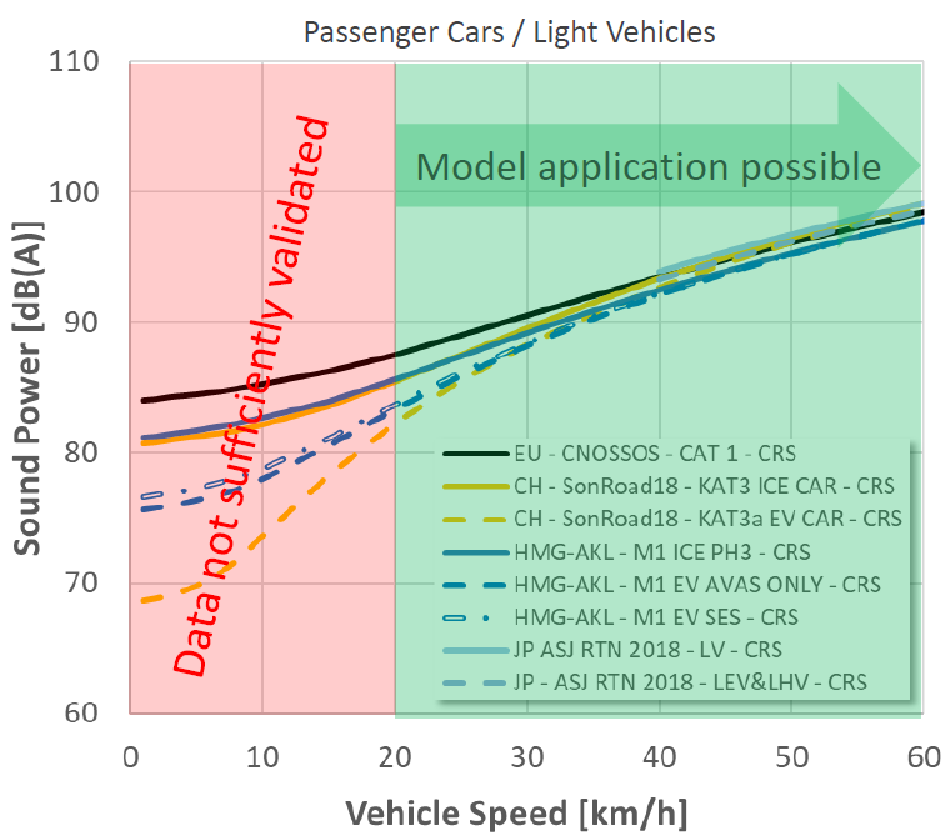 Passenger Cars / Light Vehicles
110
100
90
80
70
60
Sound Power [dB(A)]
Data not sufficiently validated
Model application possible
EU - CNOSSOS - CAT 1 - CRS
CH - SonRoad18 - KAT3 ICE CAR - CRS
CH - SonRoad18 - KAT3a EV CAR - CRS
HMG-AKL - M1 ICE PH3 - CRS
HMG-AKL - M1 EV AVAS ONLY - CRS
HMG-AKL - M1 EV SES - CRS
JP ASJ RTN 2018 - LV - CRS
JP - ASJ RTN 2018 - LEV&LHV - CRS
0 10 20 30 40 50 60
Vehicle Speed [km/h]